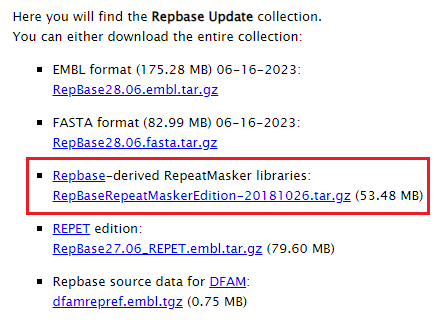 Here you will find the Repbase Update collection.
You can either download the entire collection:
EMBL format (175.28 MB) 06-16-2023:
RepBase28.06.embl.tar.gz
FASTA format (82.99 MB) 06-16-2023:
RepBase28.06.fasta.tar.gz
Repbase-derived RepeatMasker libraries:
RepBaseRepeatMaskerEdition-20181026.tar.gz (53.48 MB)
REPET edition:
RepBase27.06_REPET.embl.tar.gz (79.60 MB)
Repbase source data for DFAM:
dfamrepref.embl.tgz (0.75 MB)